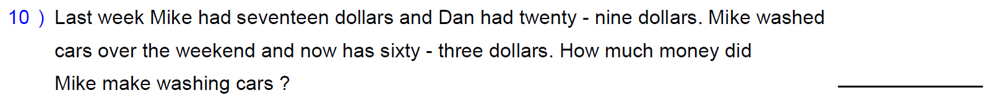 10 ) Last week Mike had seventeen dollars and Dan had twenty - nine dollars. Mike washed
cars over the weekend and now has sixty - three dollars. How much money did
Mike make washing cars ?